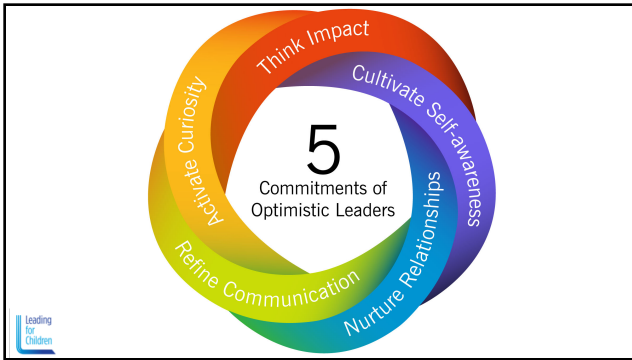 Think Impact
Cultivate Self-awareness
Nurture Relationships
Refine Communication
Activate Curiosity
5
Commitments of
Optimistic Leaders
Leading
for
Children